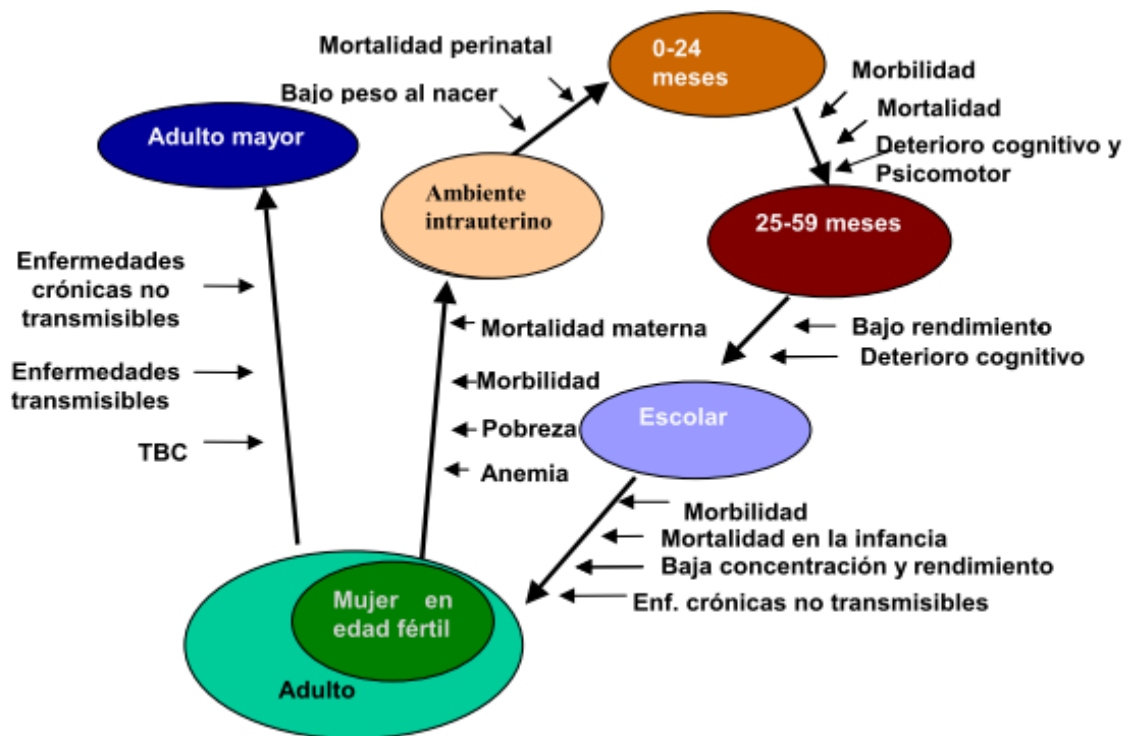 Mortalidad perinatal
Bajo peso al nacer
0-24
meses
Morbilidad
Mortalidad
Deterioro cognitivo y
Psicomotor
Adulto mayor
Ambiente
intrauterino
25-59 meses
Enfermedades
crónicas no
transmisibles
Enfermedades
transmisibles
TBC
Mortalidad materna
Morbilidad
Pobreza
Anemia
Bajo rendimiento
Deterioro cognitivo
Escolar
Morbilidad
Mortalidad en la infancia
Baja concentración y rendimiento
Enf. crónicas no transmisibles
Mujer en
edad fértil
Adulto